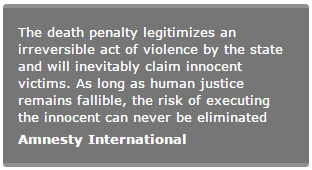 The death penalty legitimizes an
irreversible act of violence by the state
and will inevitably claim innocent
victims. As long as human justice
remains fallible, the risk of executing
the innocent can never be eliminated
Amnesty International